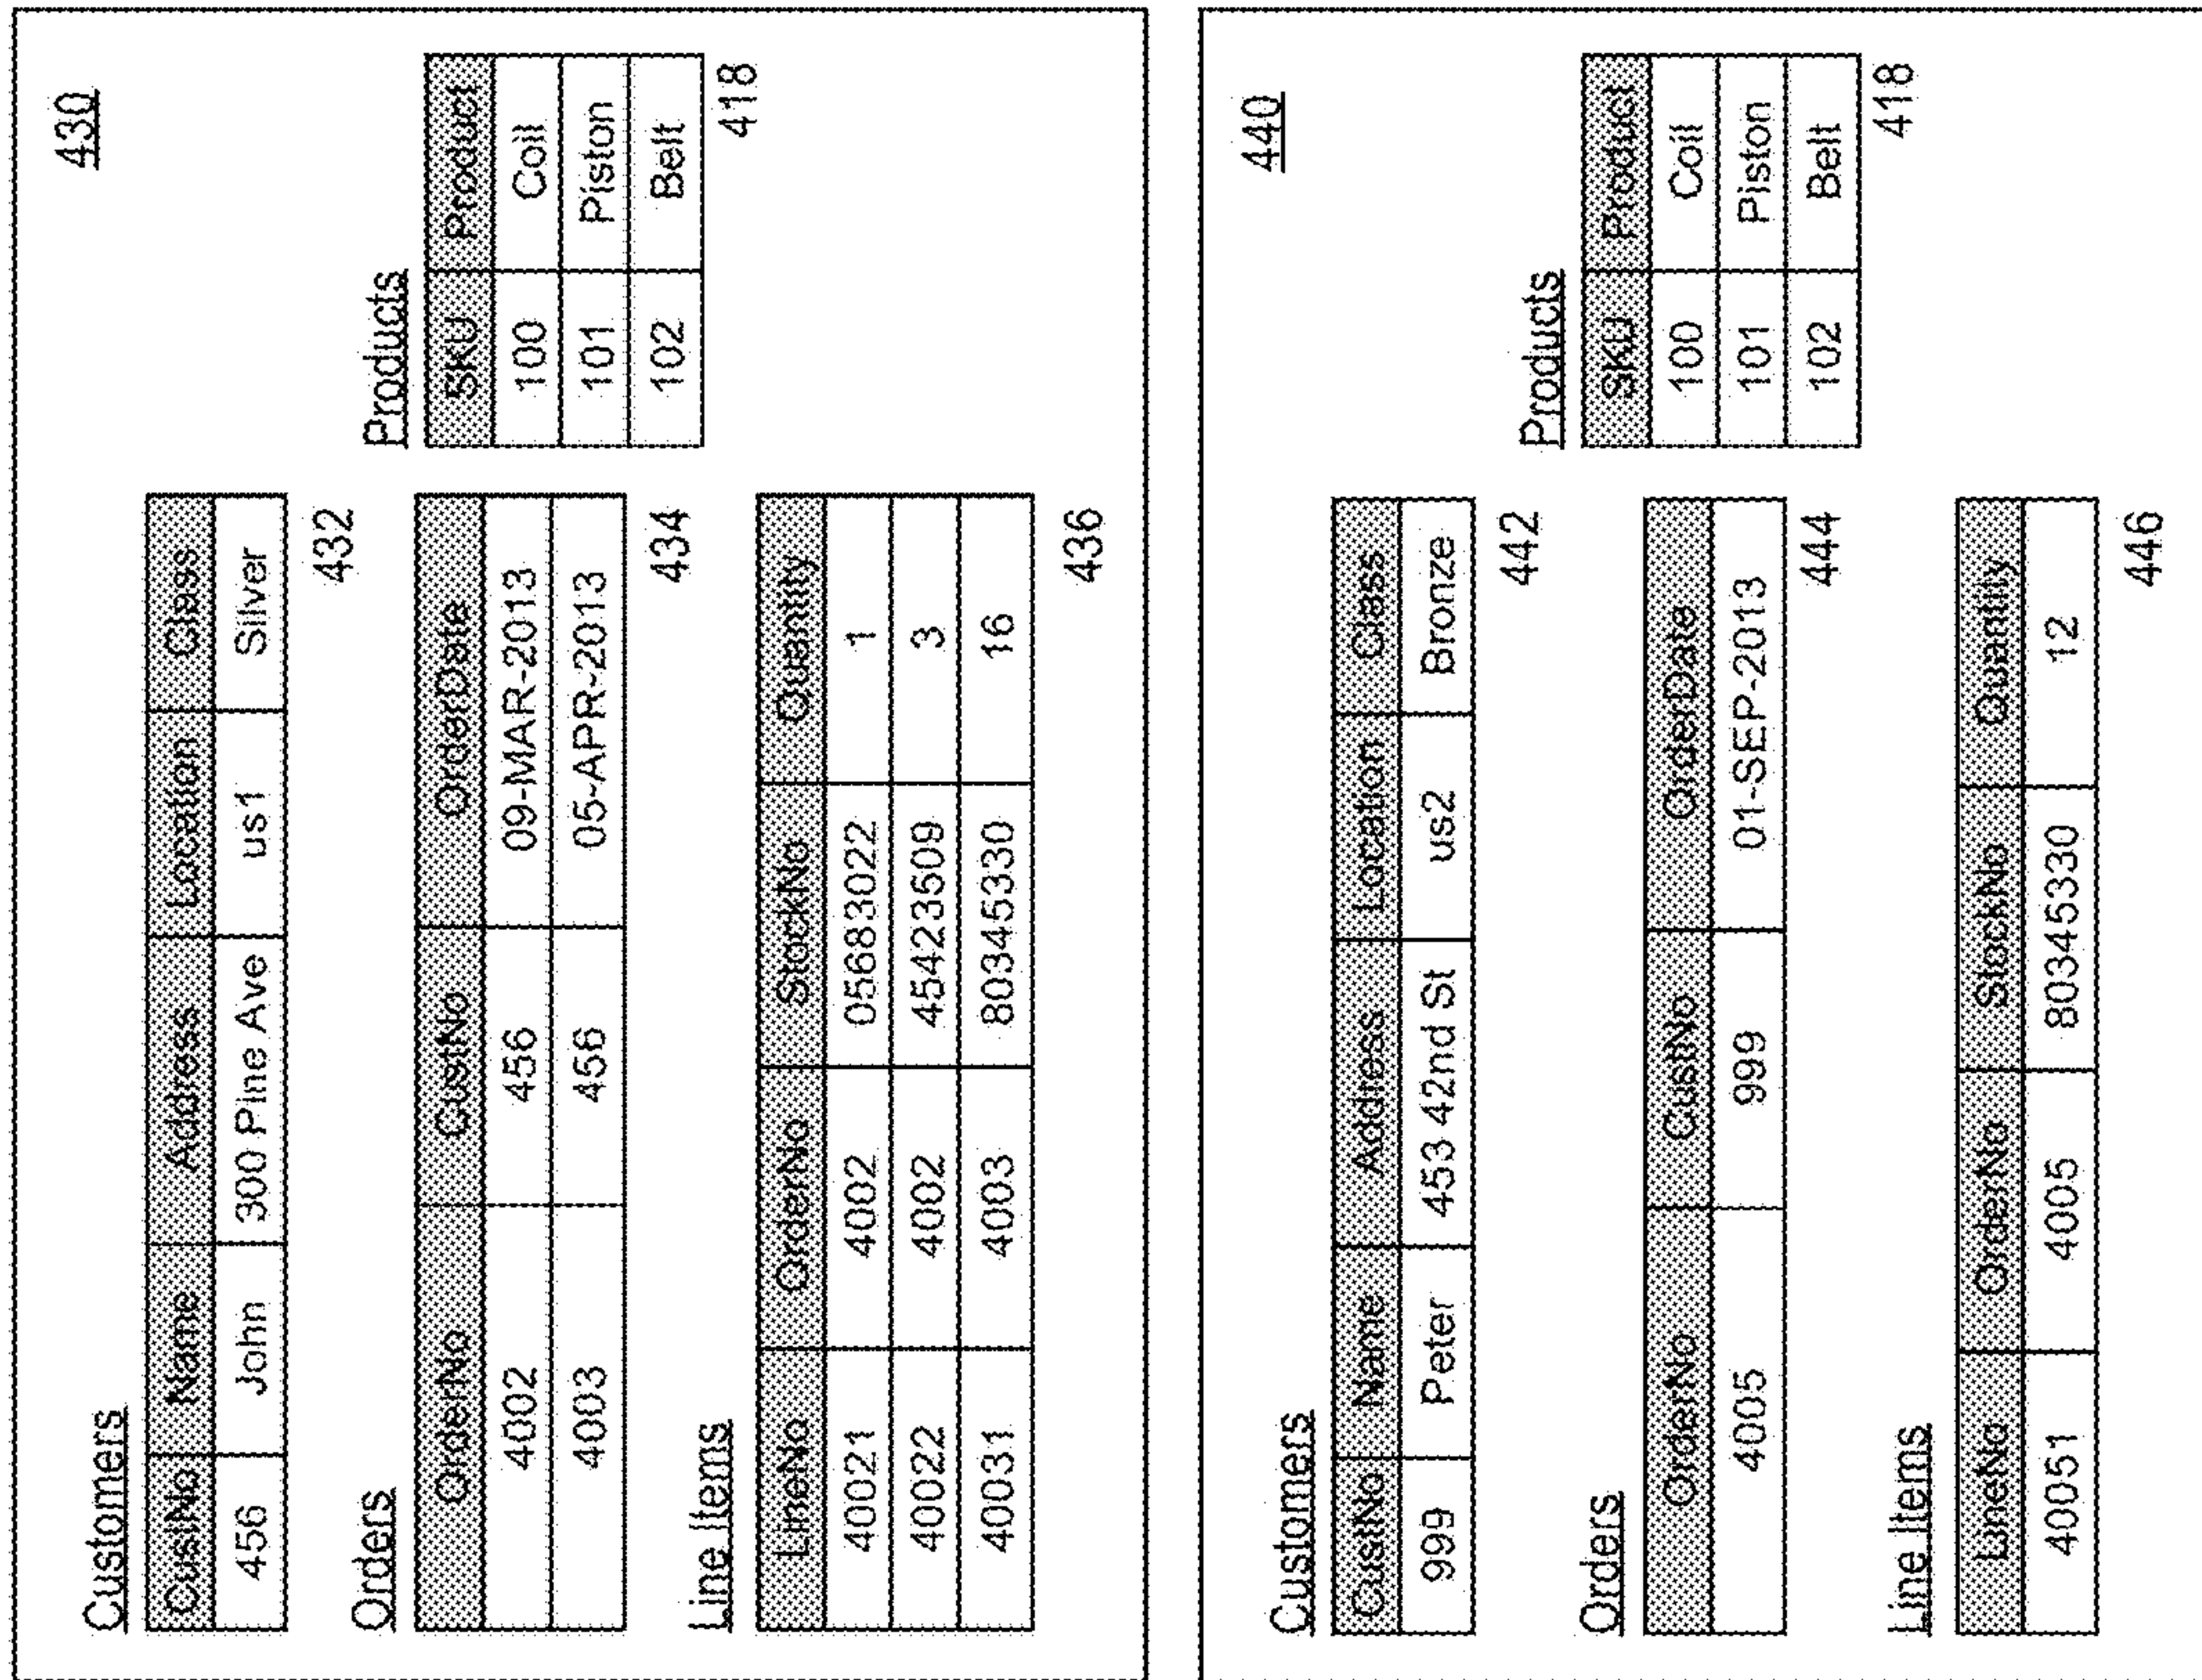 430
Customers
CustNo Name Address Location Class
456 John 300 Pine Ave us1 Silver
432
Orders
OrderNo CustNo OrderDate
4002 456 09-MAR-2013
4003 456 05-APR-2013
434
Line Items
LineNo OrderNo StockNo Quantity
40021 4002 05683022 1
40022 4002 45423509 3
40031 4003 80345330 16
436
Products
SKU Product
100 Coil
101 Piston
102 Belt
418
440
Customers
CustNo Name Address Location Class
999 Peter 453 42nd St us2 Bronze
442
Orders
OrderNo CustNo OrderDate
4005 999 01-SEP-2013
444
Line Items
LineNo OrderNo StockNo Quantity
40051 4005 80345330 12
446
Products
SKU Product
100 Coil
101 Piston
102 Belt
418